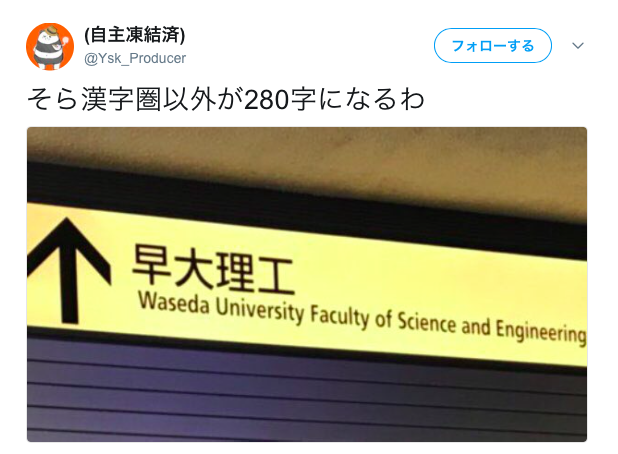 (自主凍結済)
@Ysk_Producer
フォローする
そら漢字圏以外が280字になるわ
早大理工
Waseda University Faculty of Science and Engineering